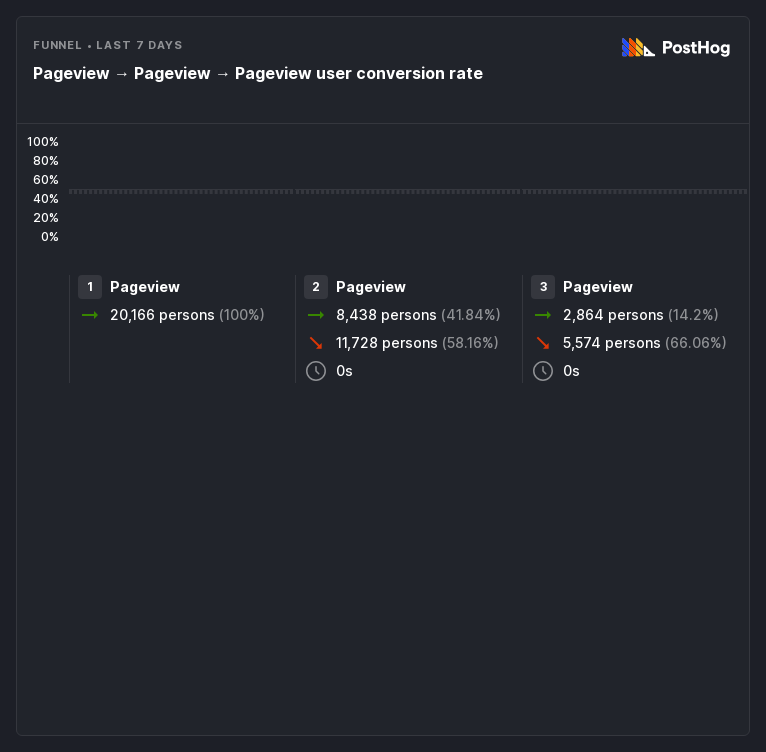 FUNNEL • LAST 7 DAYS
PostHog
Pageview → Pageview → Pageview user conversion rate
100%
80%
60%
40%
20%
0%
1 Pageview
20,166 persons (100%)
2 Pageview
8,438 persons (41.84%)
11,728 persons (58.16%)
0s
3 Pageview
2,864 persons (14.2%)
5,574 persons (66.06%)
0s